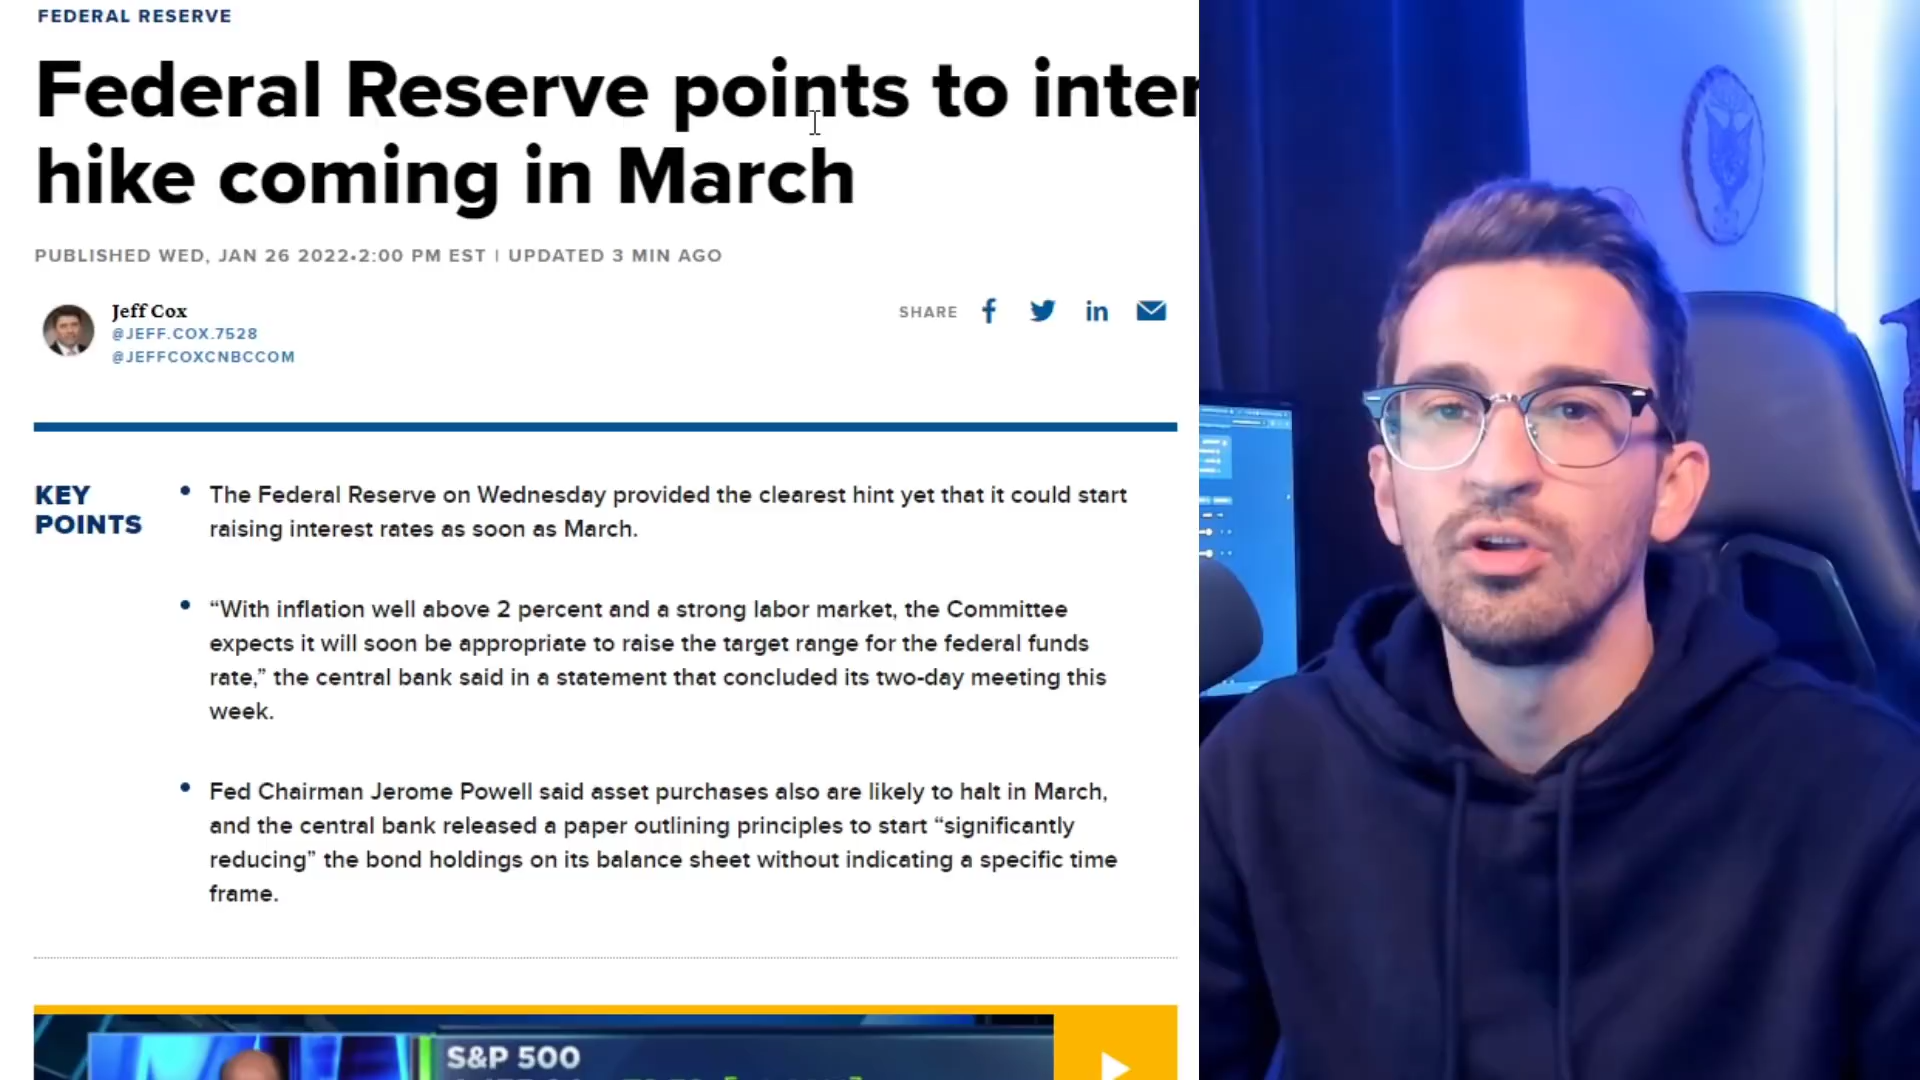 FEDERAL RESERVE
Federal Reserve points to inter
hike coming in March
PUBLISHED WED, JAN 26 2022•2:00 PM EST | UPDATED 3 MIN AGO
Jeff Cox
@JEFF.COX.7528
@JEFFCOXCNBCCOM
SHARE
KEY
POINTS
• The Federal Reserve on Wednesday provided the clearest hint yet that it could start
raising interest rates as soon as March.
• “With inflation well above 2 percent and a strong labor market, the Committee
expects it will soon be appropriate to raise the target range for the federal funds
rate,” the central bank said in a statement that concluded its two-day meeting this
week.
• Fed Chairman Jerome Powell said asset purchases also are likely to halt in March,
and the central bank released a paper outlining principles to start “significantly
reducing” the bond holdings on its balance sheet without indicating a specific time
frame.
S&P 500